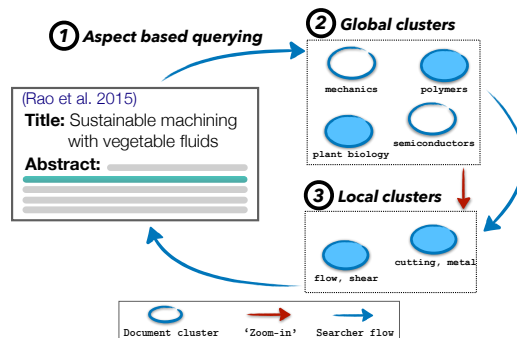 1 Aspect based querying
2 Global clusters
(Rao et al. 2015)
Title: Sustainable machining
with vegetable fluids
Abstract:
mechanics
polymers
plant biology
semiconductors
3 Local clusters
flow, shear
cutting, metal
Document cluster
'Zoom-in'
Searcher flow